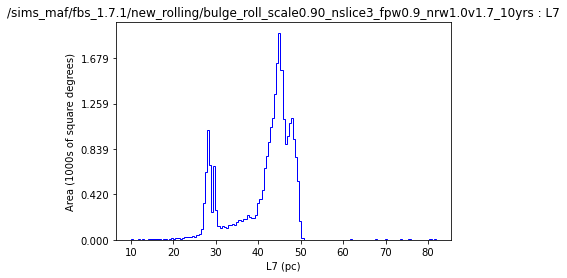 /sims_maf/fbs_1.7.1/new_rolling/bulge_roll_scale0.90_nslice3_fpw0.9_nrw1.0v1.7_10yrs : L7
Area (1000s of square degrees)
1.679
1.259
0.839
0.420
0.000
10 20 30 40 50 60 70 80
L7 (pc)